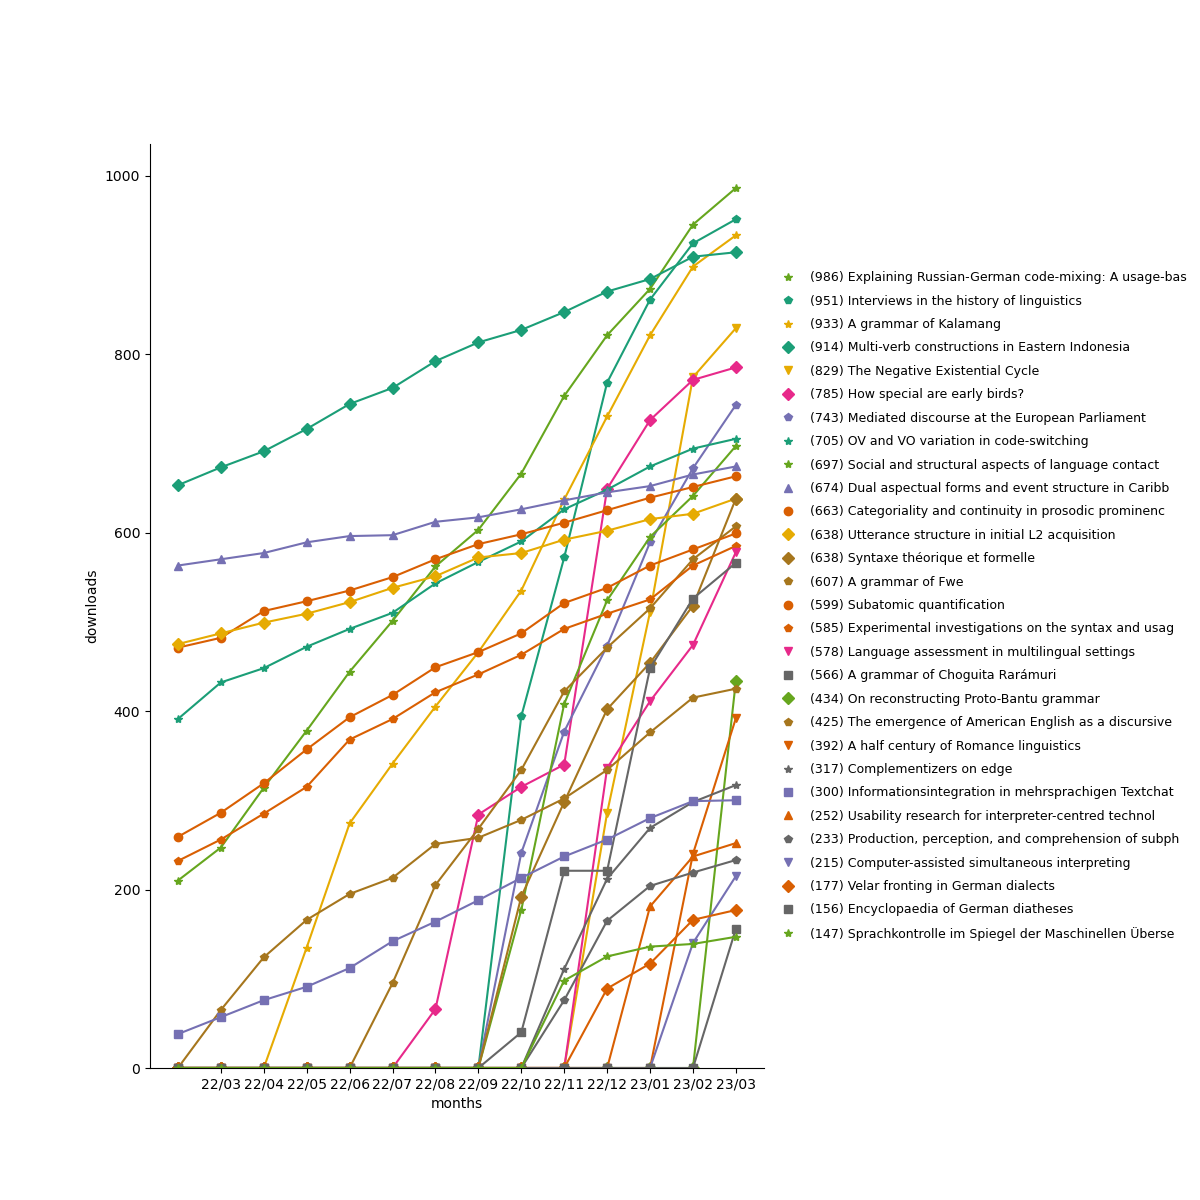 1000
800
600
400
200
0
downloads
22/03 22/04 22/05 22/06 22/07 22/08 22/09 22/10 22/11 22/12 23/01 23/02 23/03
months
(986) Explaining Russian-German code-mixing: A usage-bas
(951) Interviews in the history of linguistics
(933) A grammar of Kalamang
(914) Multi-verb constructions in Eastern Indonesia
(829) The Negative Existential Cycle
(785) How special are early birds?
(743) Mediated discourse at the European Parliament
(705) OV and VO variation in code-switching
(697) Social and structural aspects of language contact
(674) Dual aspectual forms and event structure in Caribb
(663) Categoriality and continuity in prosodic prominenc
(638) Utterance structure in initial L2 acquisition
(638) Syntaxe théorique et formelle
(607) A grammar of Fwe
(599) Subatomic quantification
(585) Experimental investigations on the syntax and usag
(578) Language assessment in multilingual settings
(566) A grammar of Choguita Rarámuri
(434) On reconstructing Proto-Bantu grammar
(425) The emergence of American English as a discursive
(392) A half century of Romance linguistics
(317) Complementizers on edge
(300) Informationsintegration in mehrsprachigen Textchat
(252) Usability research for interpreter-centred technol
(233) Production, perception, and comprehension of subph
(215) Computer-assisted simultaneous interpreting
(177) Velar fronting in German dialects
(156) Encyclopaedia of German diatheses
(147) Sprachkontrolle im Spiegel der Maschinellen Überse